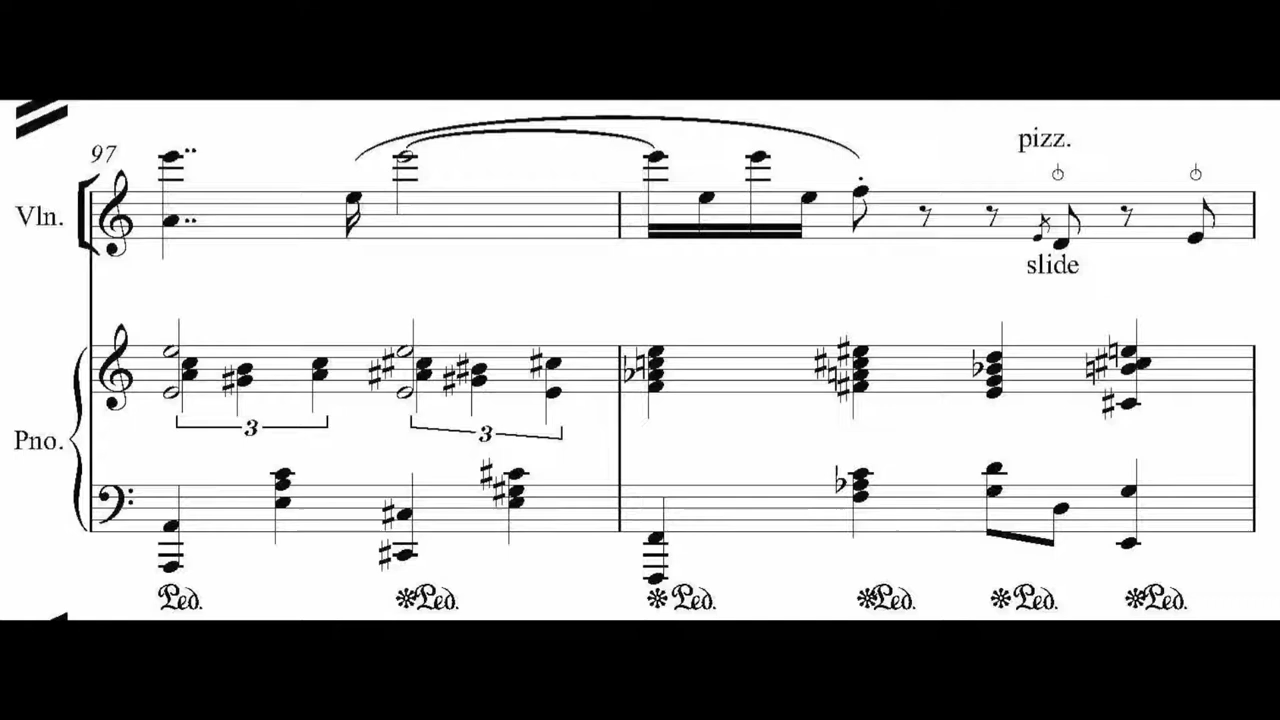 pizz.
97
Vln.
slide
3 3
Pno.
Ped. Ped. Ped. Ped. Ped. Ped.